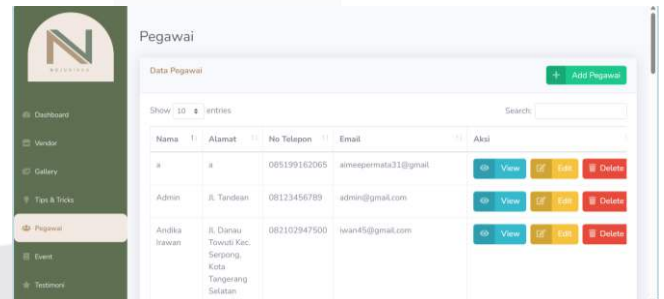 N
Pegawai
Data Pegawai
+ Add Pegawai
Dashboard
Vendor
Gallery
Tips & Tricks
Pegawai
Event
Testimoni
Show 10 entries
Search:
Nama Alamat No Telepon Email Aksi
a a 085199162065 aimeepermata31@gmail. View Edit Delete
Admin Jl. Tandean 08123456789 admin@gmail.com View Edit Delete
Andika Jl. Danau 082102947500 iwan45@gmail.com View Edit Delete
Irawan Towuti Kec.
Serpong,
Kota
Tangerang
Selatan